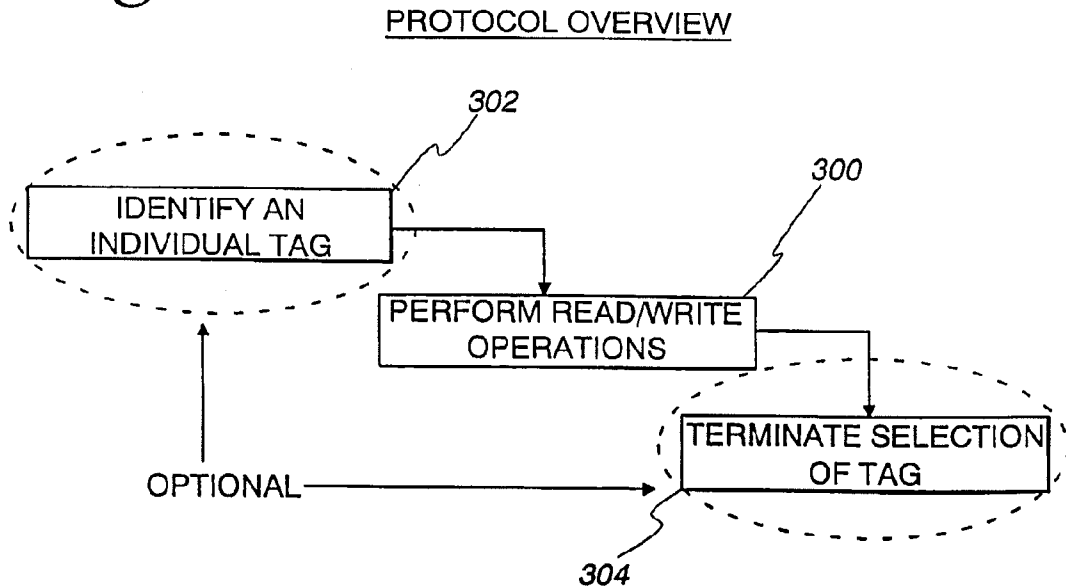 PROTOCOL OVERVIEW
302
IDENTIFY AN
INDIVIDUAL TAG
300
PERFORM READ/WRITE
OPERATIONS
TERMINATE SELECTION
OF TAG
OPTIONAL
304